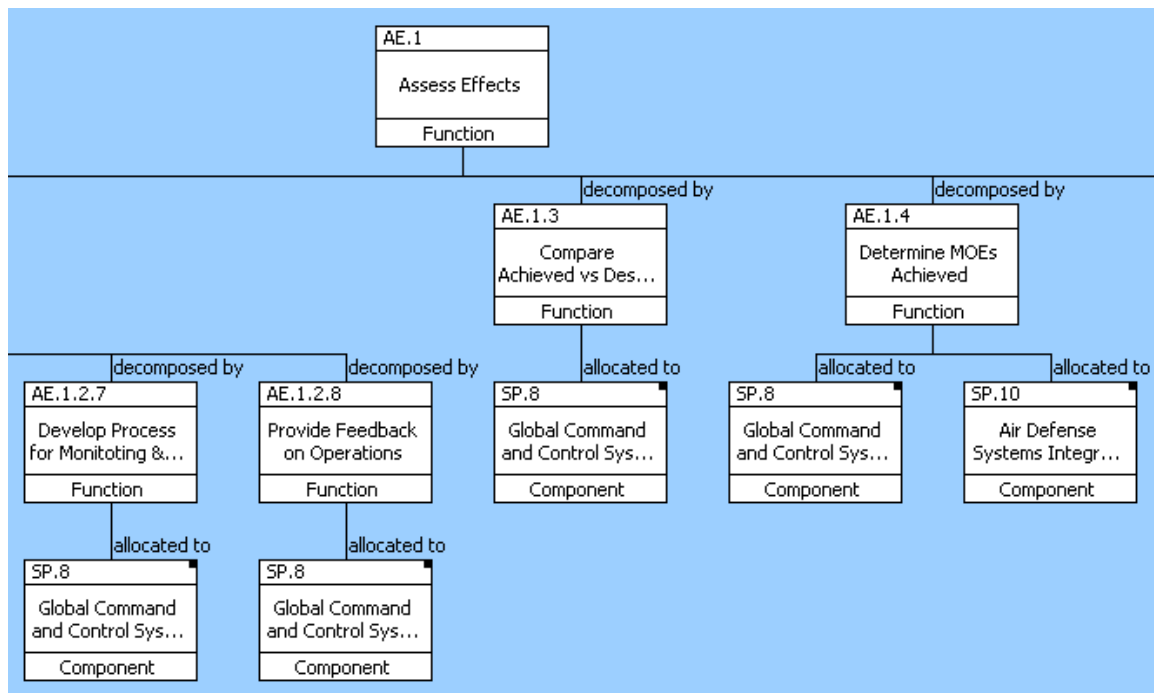 AE.1
Assess Effects
Function
decomposed by
decomposed by
AE.1.3
Compare
Achieved vs Des...
Function
AE.1.4
Determine MOEs
Achieved
Function
decomposed by
decomposed by
allocated to
allocated to
allocated to
AE.1.2.7
Develop Process
for Monitoting &...
Function
AE.1.2.8
Provide Feedback
on Operations
Function
SP.8
Global Command
and Control Sys...
Component
SP.8
Global Command
and Control Sys...
Component
SP.10
Air Defense
Systems Integr...
Component
allocated to
allocated to
SP.8
Global Command
and Control Sys...
Component
SP.8
Global Command
and Control Sys...
Component